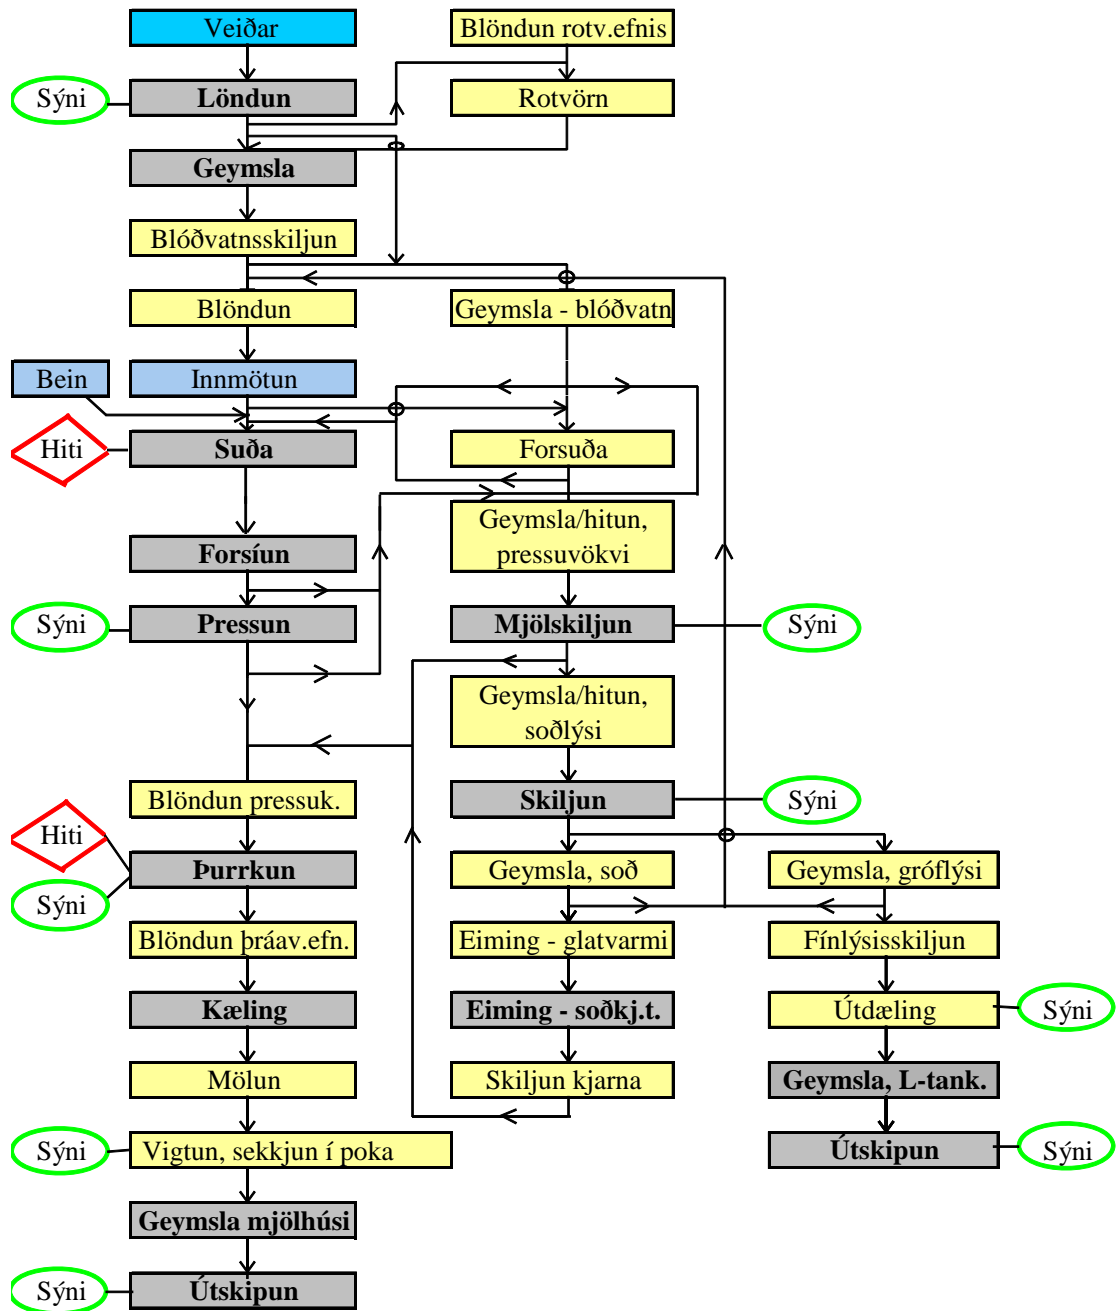 Veiðar
Blöndun rotv.efnis
Sýni
Löndun
Rotvörn
Geymsla
Blóðvatnsskiljun
Blöndun
Geymsla - blóðvatn
Bein
Innmötun
Hiti
Suða
Forsuða
Geymsla/hitun,
pressuvökvi
Forsíun
Sýni
Pressun
Mjölskiljun
Sýni
Geymsla/hitun,
soðlýsi
Blöndun pressuk.
Skiljun
Sýni
Hiti
Þurrkun
Geymsla, soð
Geymsla, gróflýsi
Sýni
Blöndun þráav.efn.
Eiming - glatvarmi
Fínlýsisskiljun
Kæling
Eiming - soðkj.t.
Útdæling
Sýni
Mölun
Skiljun kjarna
Geymsla, L-tank.
Sýni
Vigtun, sekkjun í poka
Útskipun
Sýni
Geymsla mjölhúsi
Sýni
Útskipun